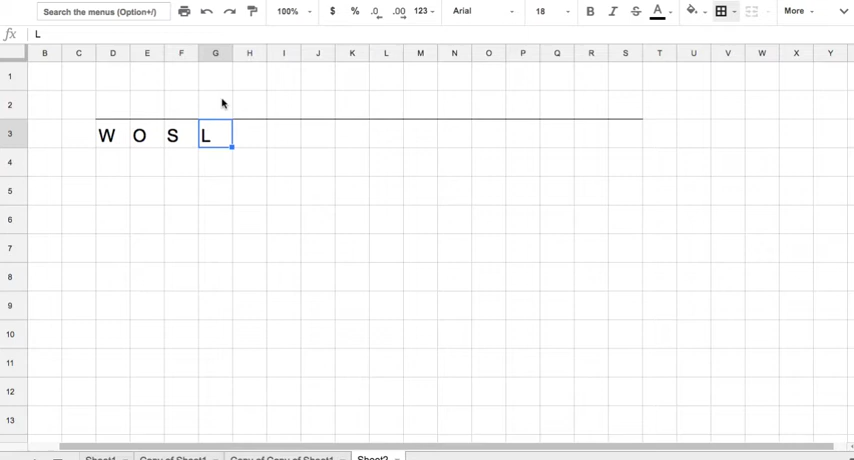 Search the menus (Option+/) 100% $ % .0 .00 123 Arial 18 B I S A More
fx L
B C D E F G H I J K L M N O P Q R S T U V W X Y
1
2
3 W O S L
4
5
6
7
8
9
10
11
12
13
Sheet1 Copy of Sheet1 Copy of Copy of Sheet1 Sheet2